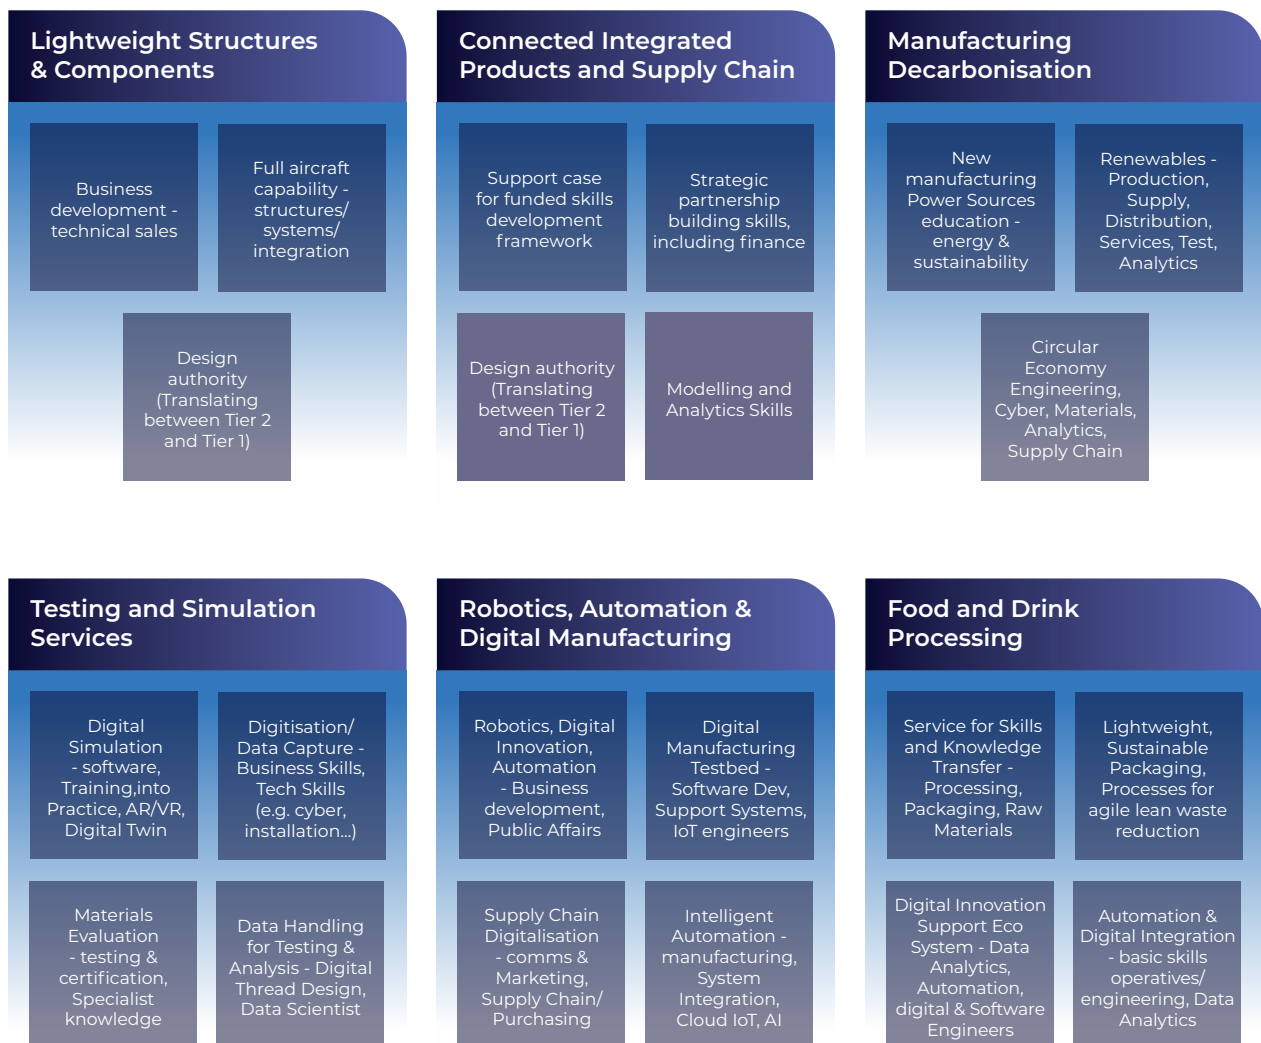 Lightweight Structures
& Components
Business
development -
technical sales
Full aircraft
capability -
structures/
systems/
integration
Design
authority
(Translating
between Tier 2
and Tier 1)
Connected Integrated
Products and Supply Chain
Support case
for funded skills
development
framework
Strategic
partnership
building skills,
including finance
Design authority
(Translating
between Tier 2
and Tier 1)
Modelling and
Analytics Skills
Manufacturing
Decarbonisation
New
manufacturing
Power Sources
education -
energy &
sustainability
Renewables -
Production,
Supply,
Distribution,
Services, Test,
Analytics
Circular
Economy
Engineering,
Cyber, Materials,
Analytics,
Supply Chain
Testing and Simulation
Services
Digital
Simulation
- software,
Training,into
Practice, AR/VR,
Digital Twin
Digitisation/
Data Capture -
Business Skills,
Tech Skills
(e.g. cyber,
installation...)
Materials
Evaluation
- testing &
certification,
Specialist
knowledge
Data Handling
for Testing &
Analysis - Digital
Thread Design,
Data Scientist
Robotics, Automation &
Digital Manufacturing
Robotics, Digital
Innovation,
Automation
- Business
development,
Public Affairs
Digital
Manufacturing
Testbed -
Software Dev,
Support Systems,
IoT engineers
Supply Chain
Digitalisation
- comms &
Marketing,
Supply Chain/
Purchasing
Intelligent
Automation -
manufacturing,
System
Integration,
Cloud IoT, AI
Food and Drink
Processing
Service for Skills
and Knowledge
Transfer -
Processing,
Packaging, Raw
Materials
Lightweight,
Sustainable
Packaging,
Processes for
agile lean waste
reduction
Digital Innovation
Support Eco
System - Data
Analytics,
Automation,
digital & Software
Engineers
Automation &
Digital Integration
- basic skills
operatives/
engineering, Data
Analytics